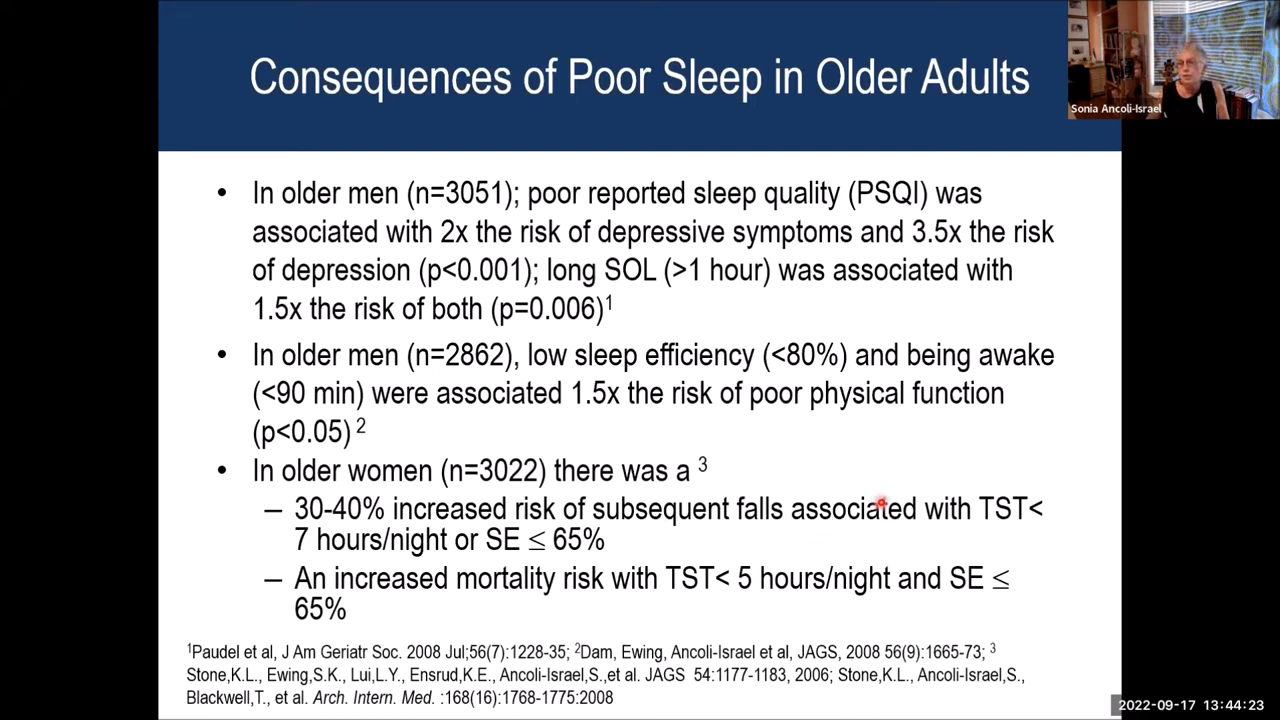 Consequences of Poor Sleep in Older Adults
Sonia Ancoli-Israel
• In older men (n=3051); poor reported sleep quality (PSQI) was
associated with 2x the risk of depressive symptoms and 3.5x the risk
of depression (p<0.001); long SOL (>1 hour) was associated with
1.5x the risk of both (p=0.006)1
• In older men (n=2862), low sleep efficiency (<80%) and being awake
(<90 min) were associated 1.5x the risk of poor physical function
(p<0.05) 2
• In older women (n=3022) there was a 3
– 30-40% increased risk of subsequent falls associated with TST<
7 hours/night or SE ≤ 65%
– An increased mortality risk with TST< 5 hours/night and SE ≤
65%
1Paudel et al, J Am Geriatr Soc. 2008 Jul;56(7):1228-35; 2Dam, Ewing, Ancoli-Israel et al, JAGS, 2008 56(9):1665-73; 3
Stone,K.L., Ewing,S.K., Lui,L.Y., Ensrud,K.E., Ancoli-Israel,S.,et al. JAGS 54:1177-1183, 2006; Stone,K.L., Ancoli-Israel,S.,
Blackwell,T., et al. Arch. Intern. Med. :168(16):1768-1775:2008
2022-09-17 13:44:23